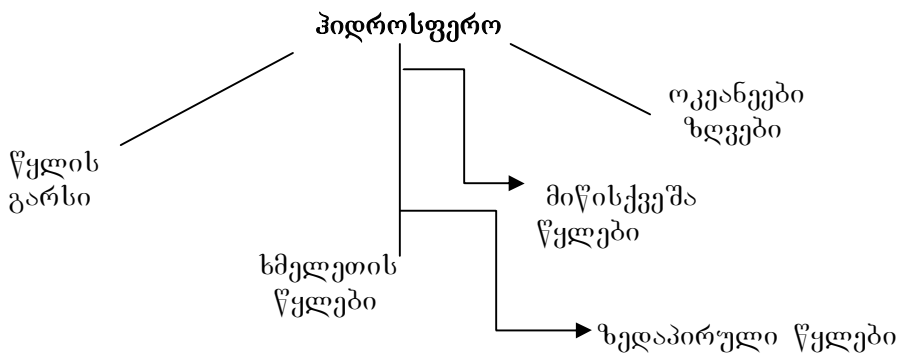 ჰიდროსფერო
ოკეანეები
ზღვები
წყლის
გარსი
მიწისქვეშა
წყლები
ხმელეთის
წყლები
ზედაპირული წყლები